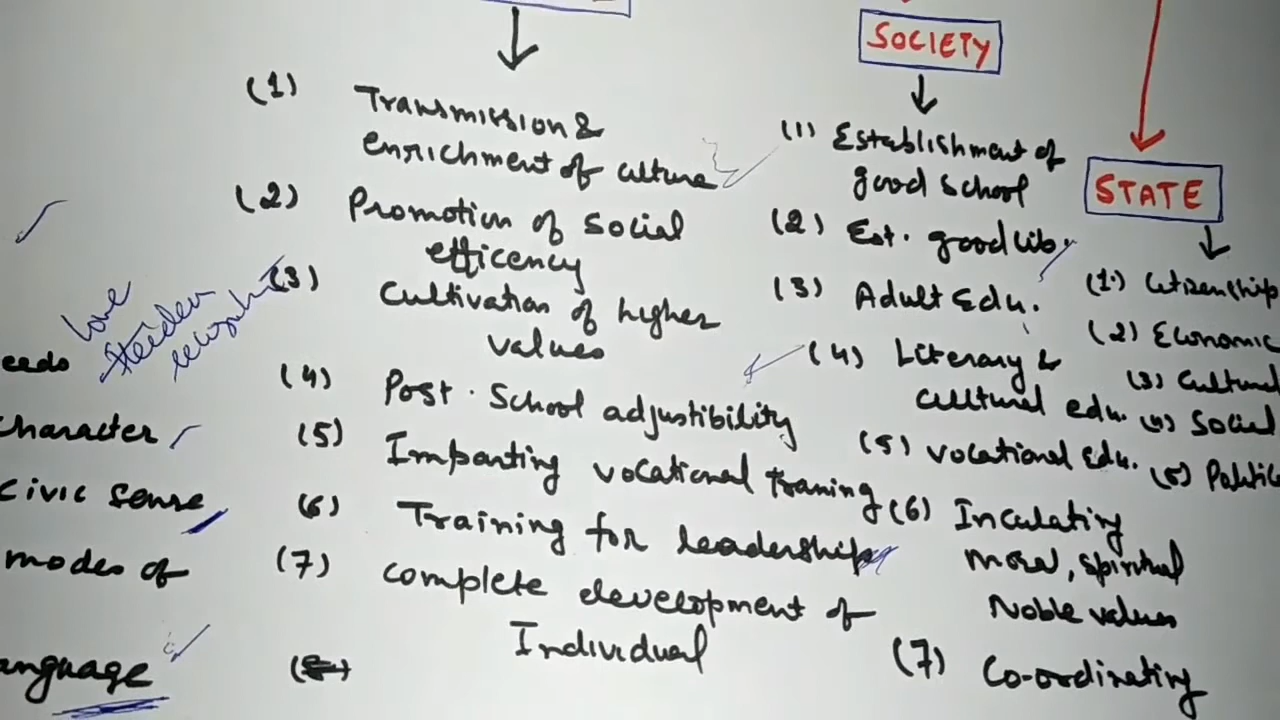 eeds
love
recognit
character
civic sense
modes of
anguage
(1) Transmission &
enrichment of culture
(2) Promotion of social
efficency
(3) Cultivation of higher
values
(4) Post. School adjustibility
(5) Imparting vocational traning
(6) Training for leadership
(7) complete development of
Individual
(8)
SOCIETY
(1) Establishment of
good school
(2) Est. good lib.
(3) Adult Edu.
(4) Literary &
cultural edu.
(5) vocational Edu.
(6) Inculating
moral, spiritual
Noble values
(7) Co-ordinating
STATE
(1) Citizenship
(2) Economic
(3) Cultural
(4) Social
(5) Politic